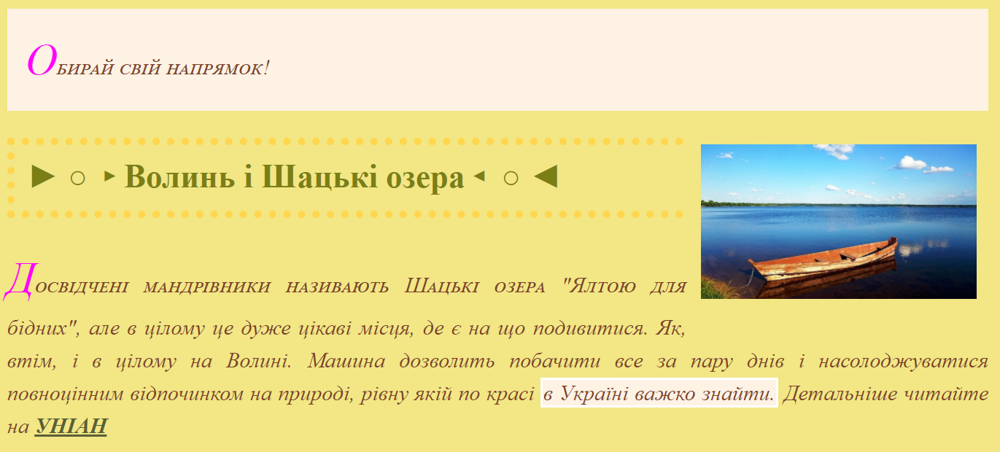 Обирай свій напрямок!
► ○ ▸ Волинь і Шацькі озера ◂ ○ ◄
Досвідчені мандрівники називають Шацькі озера "Ялтою для
бідних", але в цілому це дуже цікаві місця, де є на що подивитися. Як,
втім, і в цілому на Волині. Машина дозволить побачити все за пару днів і насолоджуватися
повноцінним відпочинком на природі, рівну якій по красі в Україні важко знайти. Детальніше читайте
на УНІАН